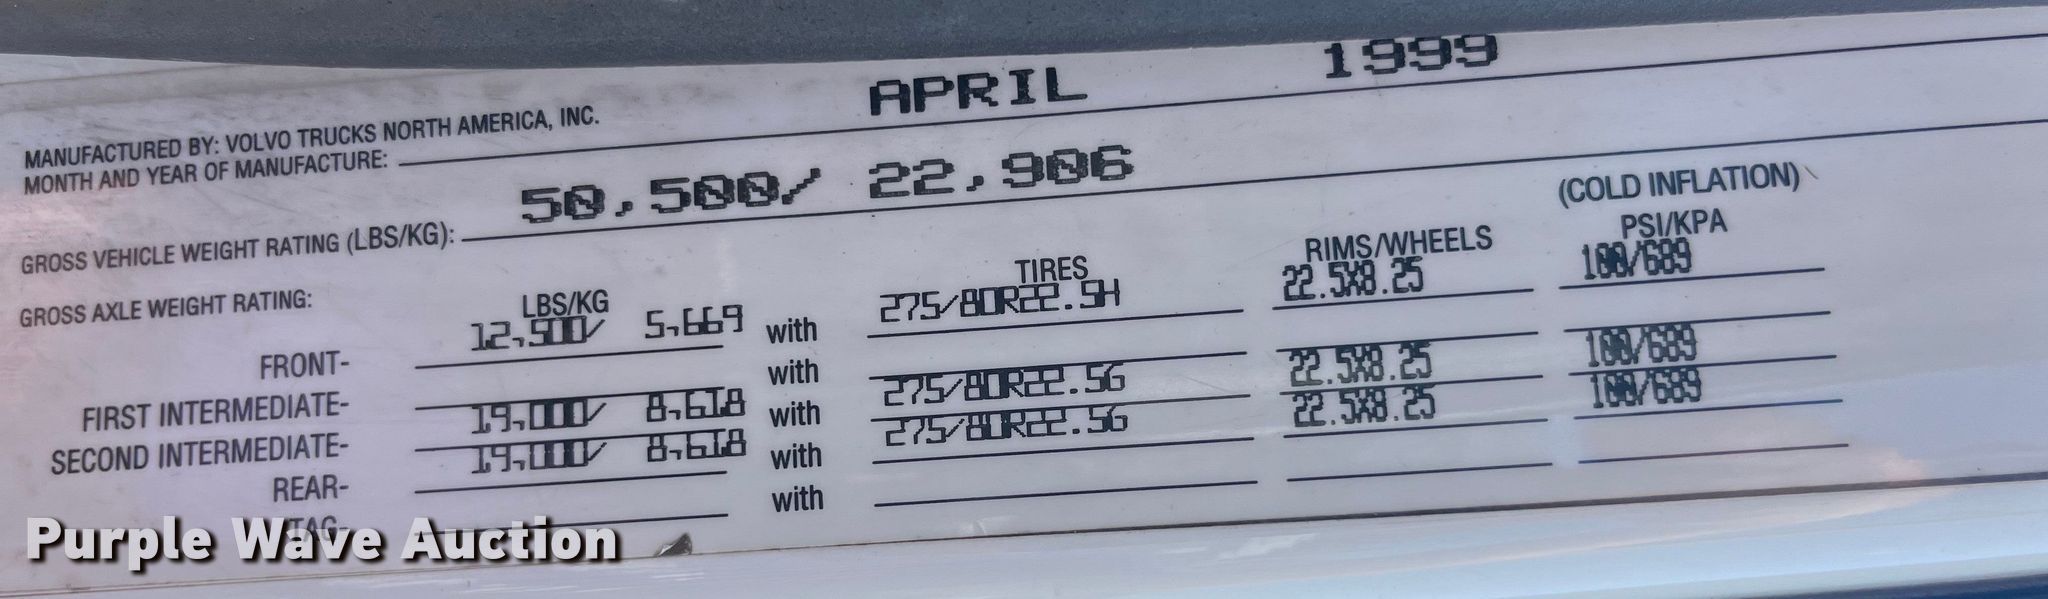 MANUFACTURED BY: VOLVO TRUCKS NORTH AMERICA, INC.
MONTH AND YEAR OF MANUFACTURE: APRIL 1999
GROSS VEHICLE WEIGHT RATING (LBS/KG): 50,500/ 22,906
(COLD INFLATION)
GROSS AXLE WEIGHT RATING: LBS/KG TIRES RIMS/WHEELS PSI/KPA
FRONT- 12,500/ 5,669 with 275/80R22.5H 22.5X8.25 100/689
FIRST INTERMEDIATE- with
SECOND INTERMEDIATE- 19,000/ 8,618 with 275/80R22.5G 22.5X8.25 100/689
REAR- 19,000/ 8,618 with 275/80R22.5G 22.5X8.25 100/689
TAG- with
Purple Wave Auction